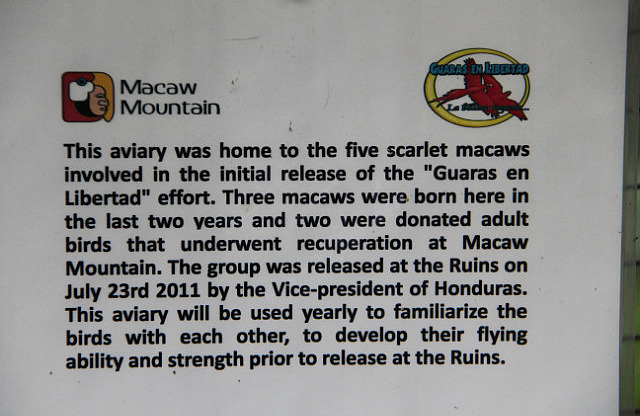 Macaw
Mountain
GUARAS EN LIBERTAD
This aviary was home to the five scarlet macaws
involved in the initial release of the "Guaras en
Libertad" effort. Three macaws were born here in
the last two years and two were donated adult
birds that underwent recuperation at Macaw
Mountain. The group was released at the Ruins on
July 23rd 2011 by the Vice-president of Honduras.
This aviary will be used yearly to familiarize the
birds with each other, to develop their flying
ability and strength prior to release at the Ruins.